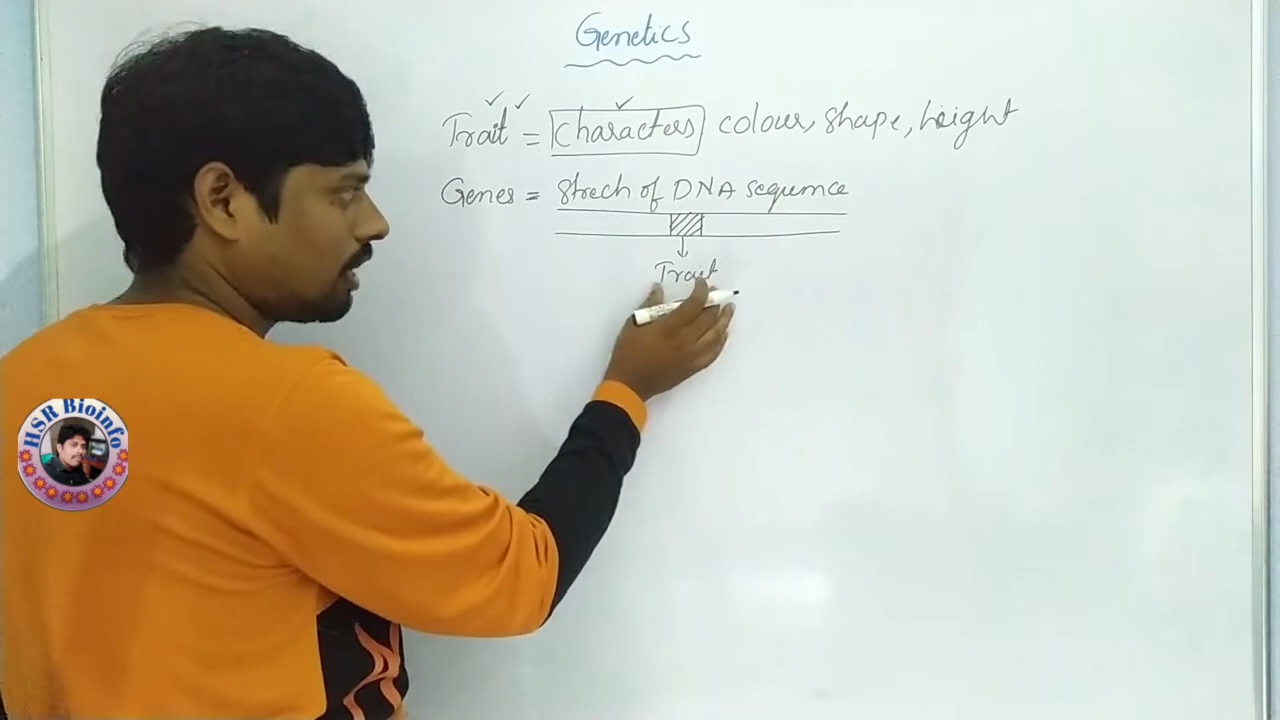 Genetics
Trait = characters colour, shape, height
Genes = Strech of DNA sequence
Trait
HSR Bioinfo